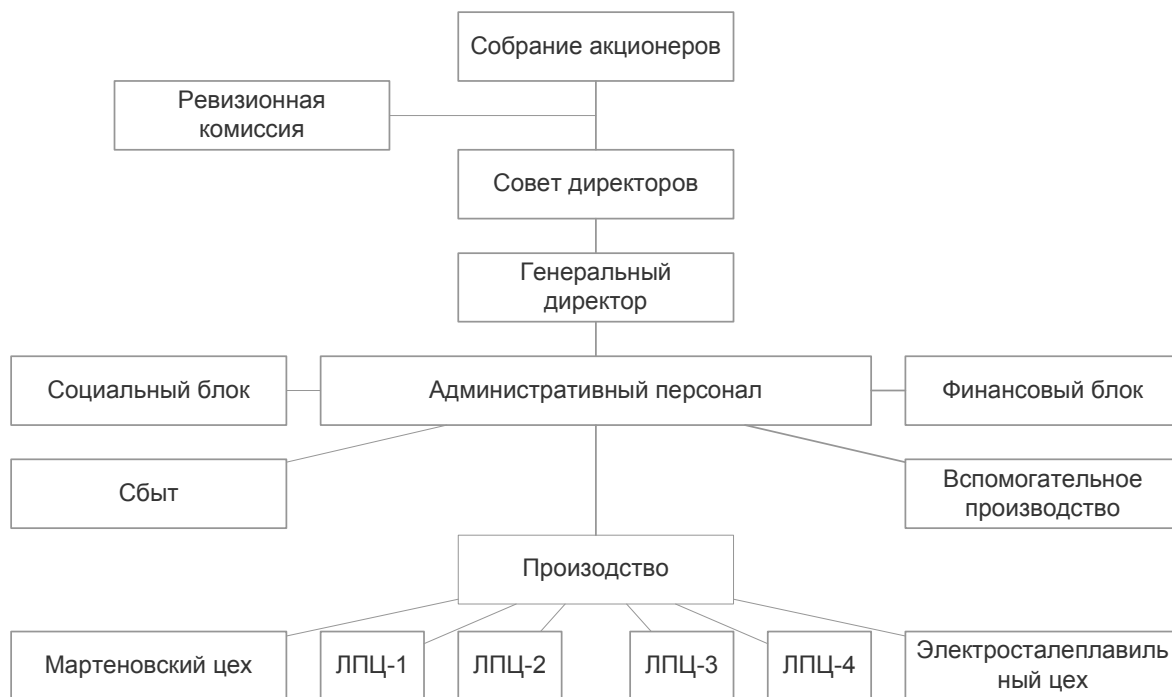 Собрание акционеров
Ревизионная
комиссия
Совет директоров
Генеральный
директор
Социальный блок
Административный персонал
Финансовый блок
Сбыт
Вспомогательное
производство
Произодство
Мартеновский цех
ЛПЦ-1
ЛПЦ-2
ЛПЦ-3
ЛПЦ-4
Электросталеплавиль
ный цех